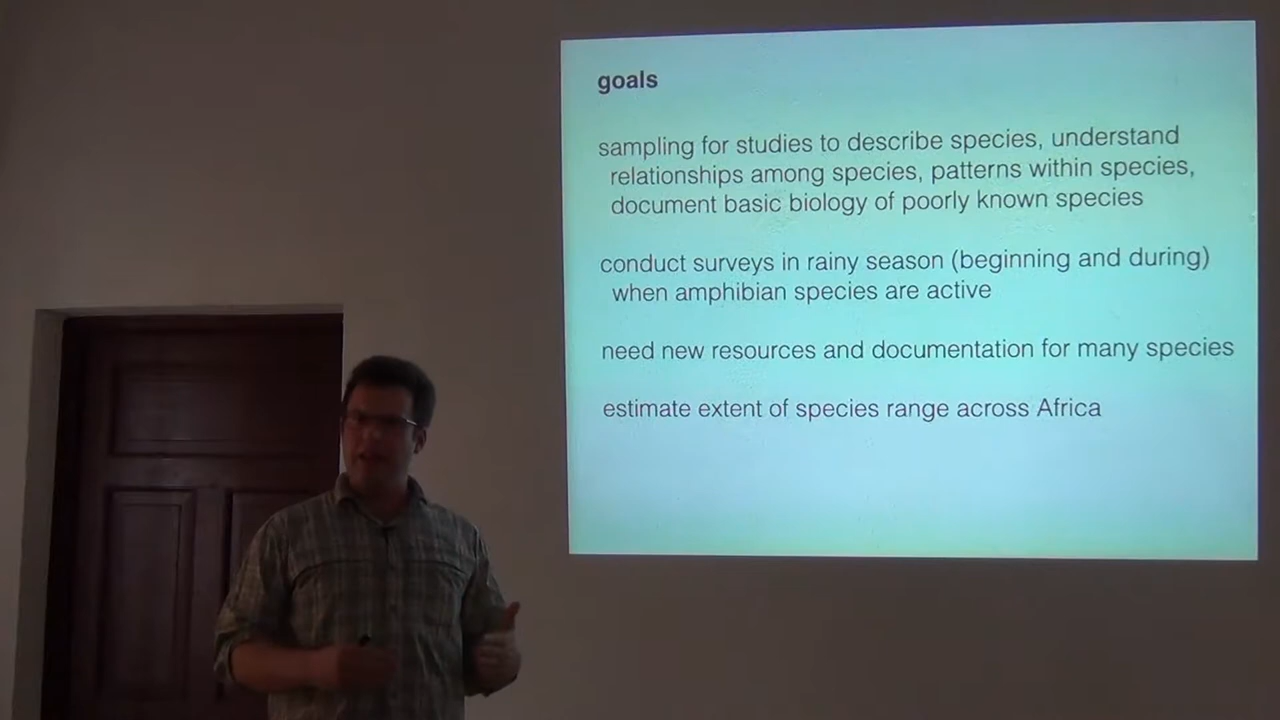 goals
sampling for studies to describe species, understand
relationships among species, patterns within species,
document basic biology of poorly known species
conduct surveys in rainy season (beginning and during)
when amphibian species are active
need new resources and documentation for many species
estimate extent of species range across Africa